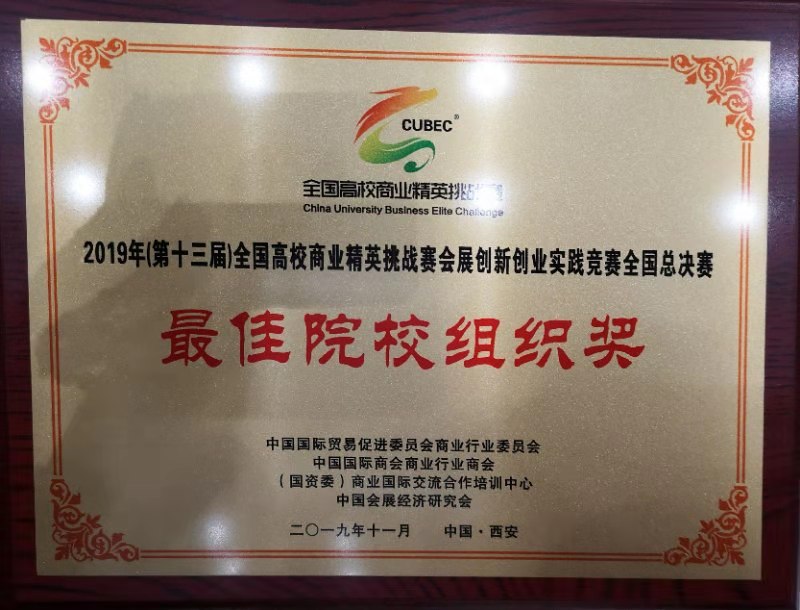 CUBEC®
全国高校商业精英挑战赛
China University Business Elite Challenge
2019年(第十三届)全国高校商业精英挑战赛会展创新创业实践竞赛全国总决赛
最佳院校组织奖
中国国际贸易促进委员会商业行业委员会
中国国际商会商业行业商会
（国资委）商业国际交流合作培训中心
中国会展经济研究会
二〇一九年十一月 中国·西安